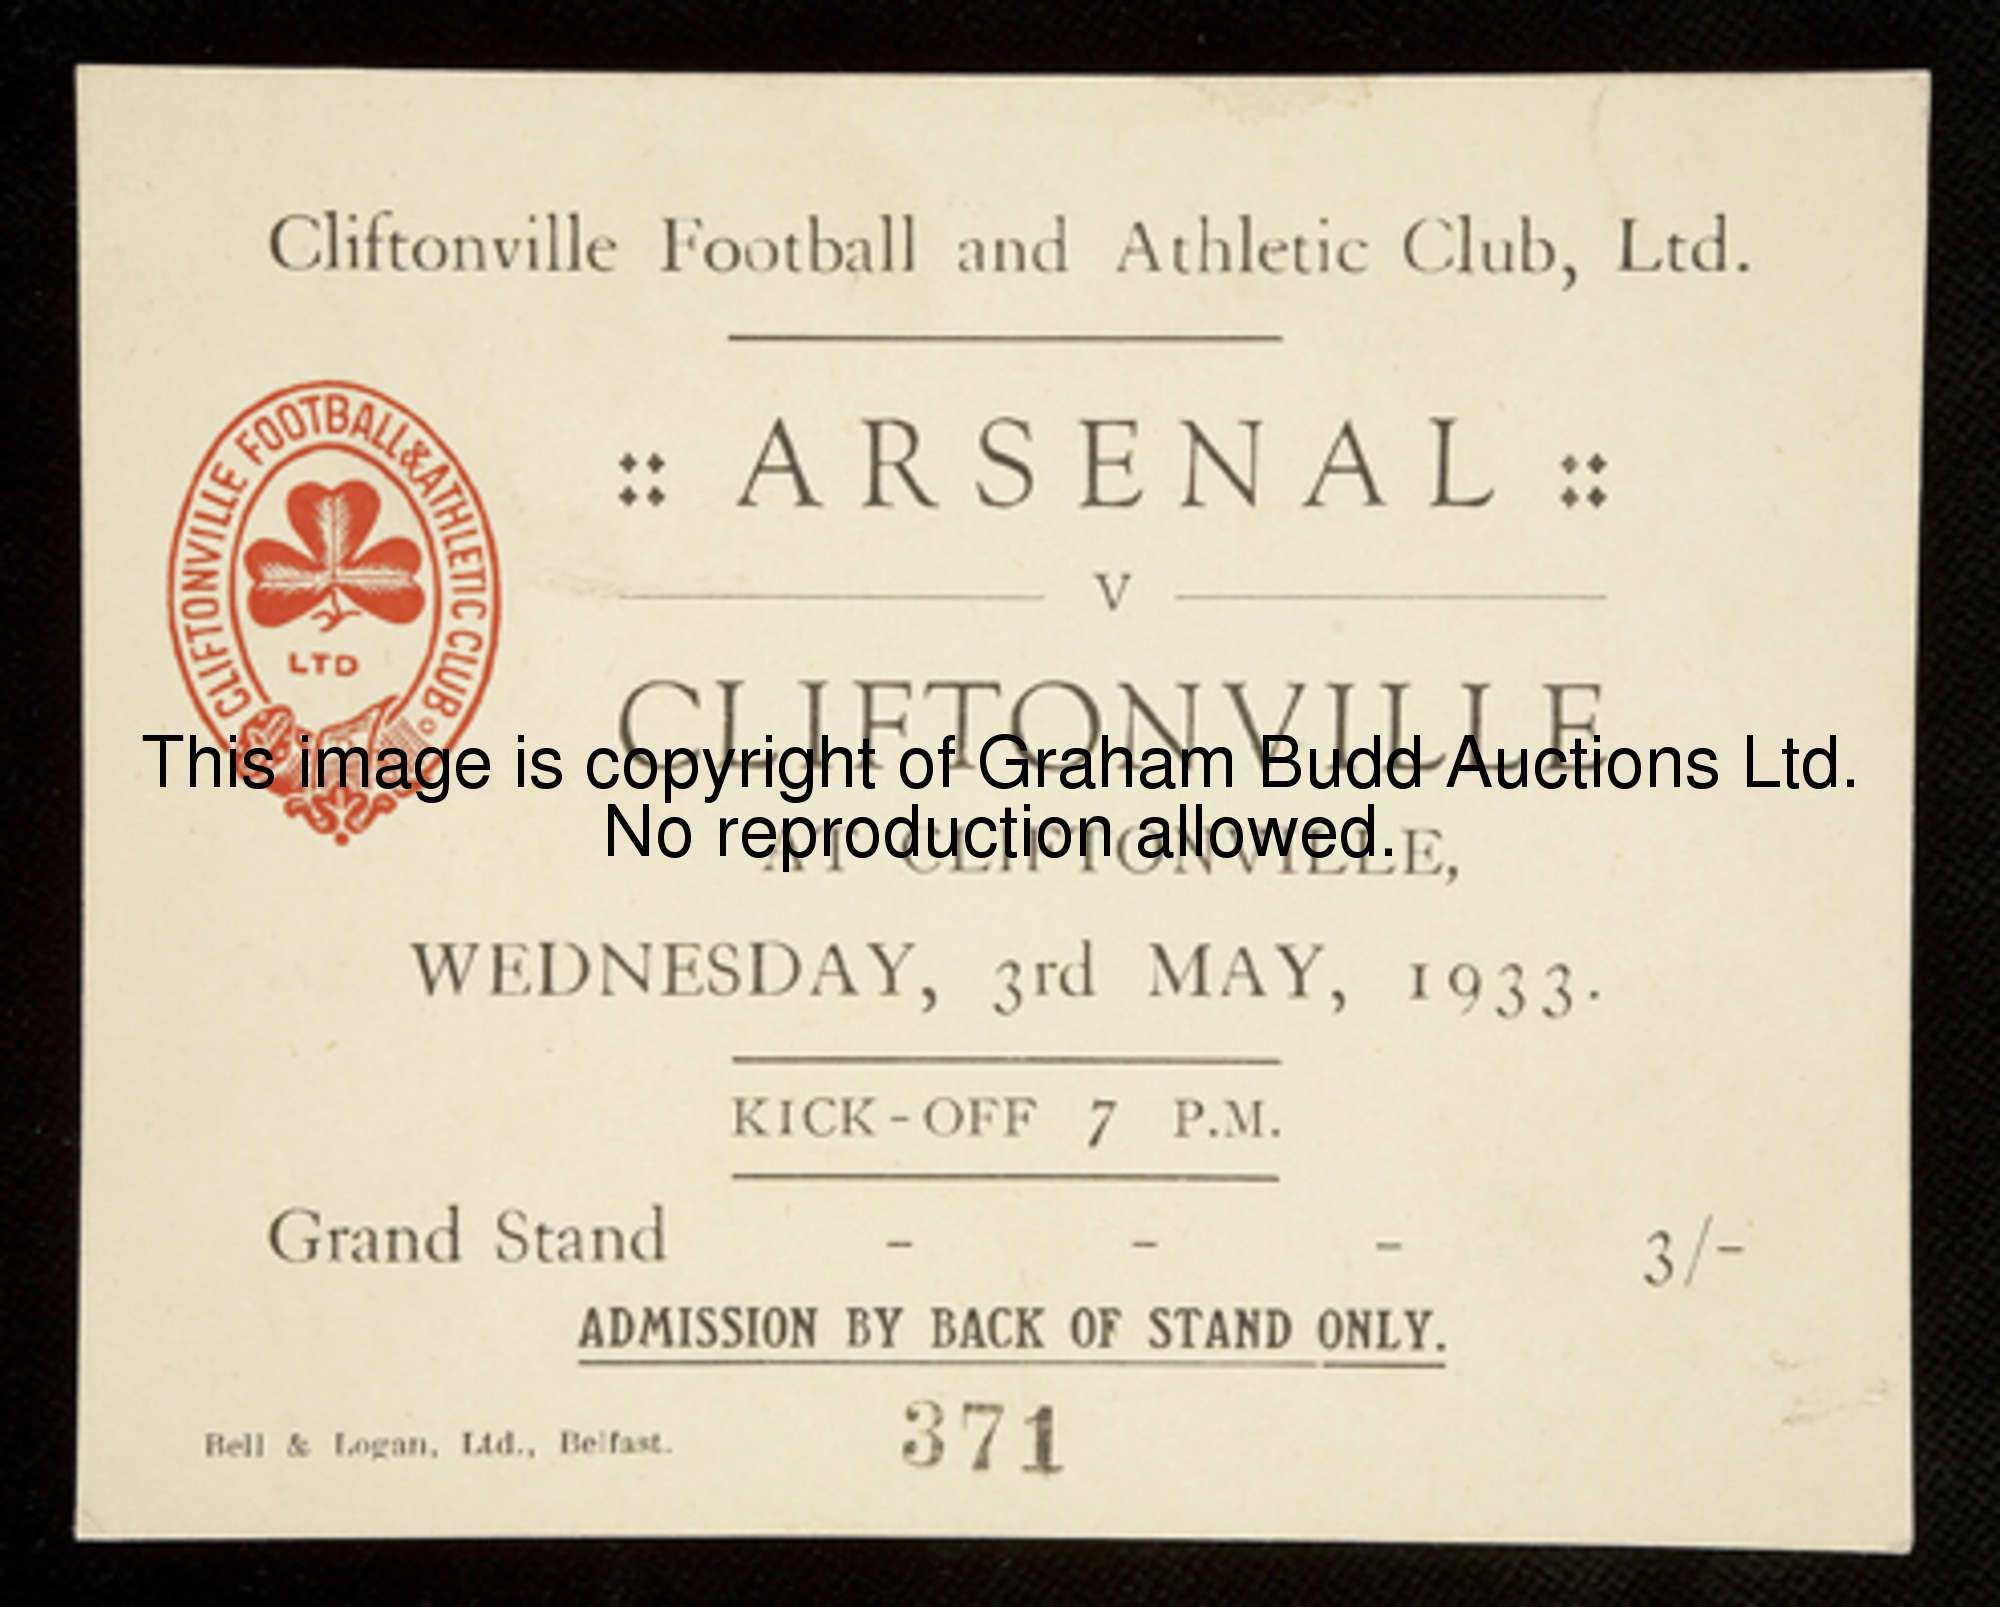 Cliftonville Football and Athletic Club, Ltd.
CLIFTONVILLE FOOTBALL & ATHLETIC CLUB
LTD
:: ARSENAL ::
V
CLIFTONVILLE
This image is copyright of Graham Budd Auctions Ltd.
No reproduction allowed.
AT CLIFTONVILLE,
WEDNESDAY, 3rd MAY, 1933.
KICK-OFF 7 P.M.
Grand Stand - - - 3/-
ADMISSION BY BACK OF STAND ONLY.
371
Bell & Logan, Ltd., Belfast.